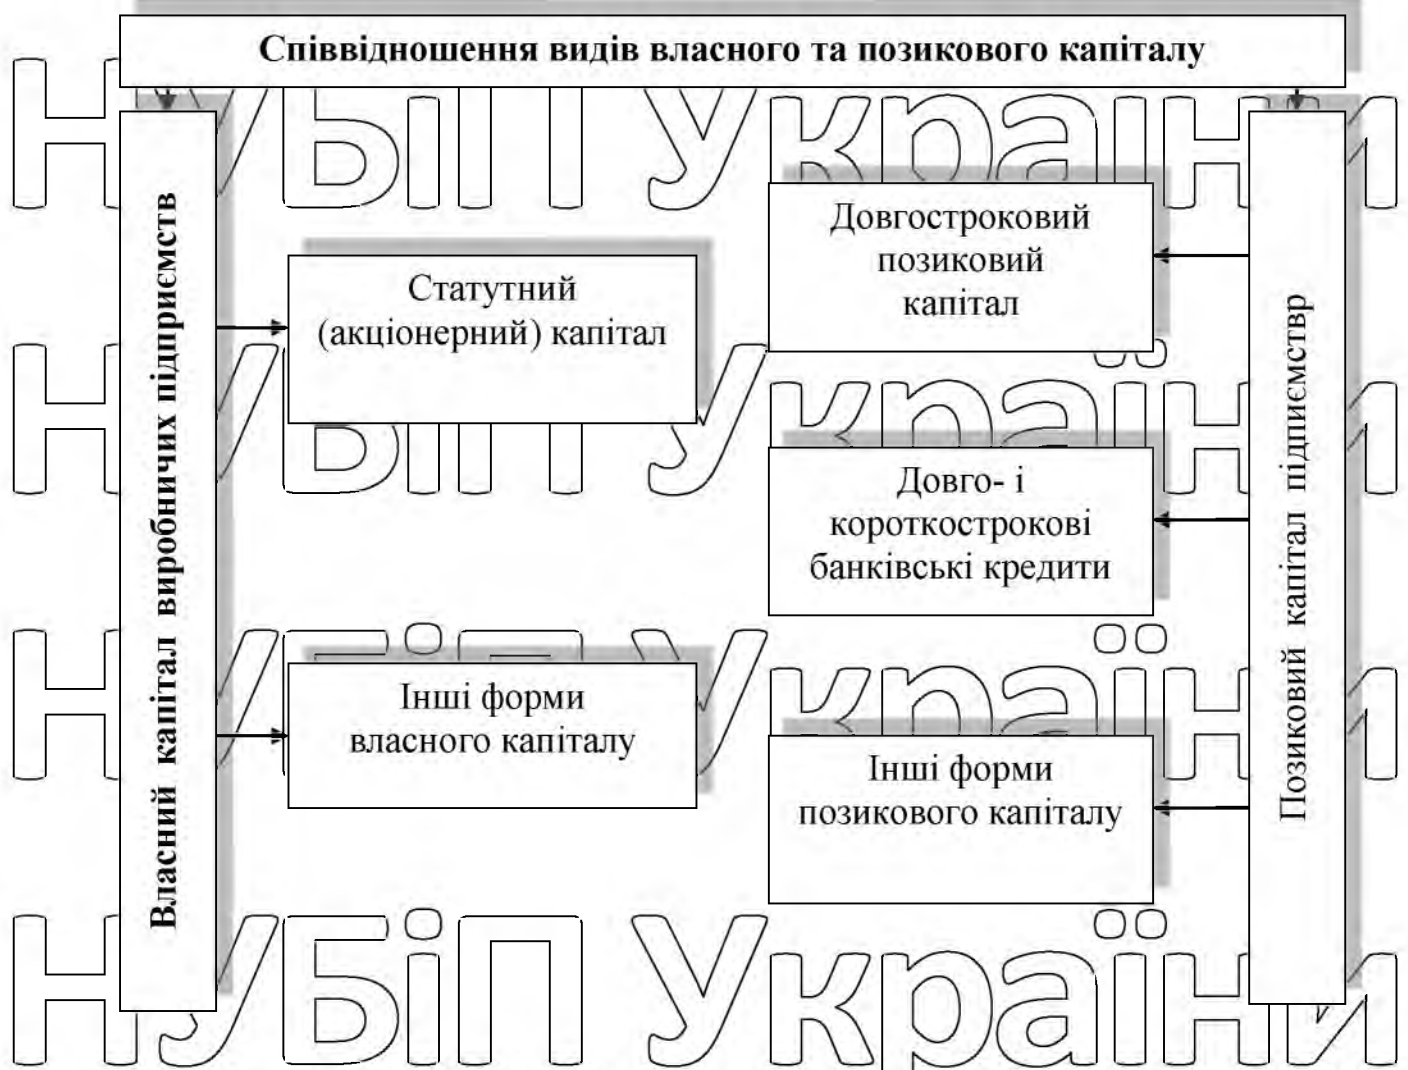 Співвідношення видів власного та позикового капіталу
Власний капітал виробничих підприємств
Статутний
(акціонерний) капітал
Інші форми
власного капіталу
Довгостроковий
позиковий
капітал
Довго- і
короткострокові
банківські кредити
Інші форми
позикового капіталу
Позиковий капітал підписмствр
НУБіП України
НУБіП України
НУБіП України
НУБіП України